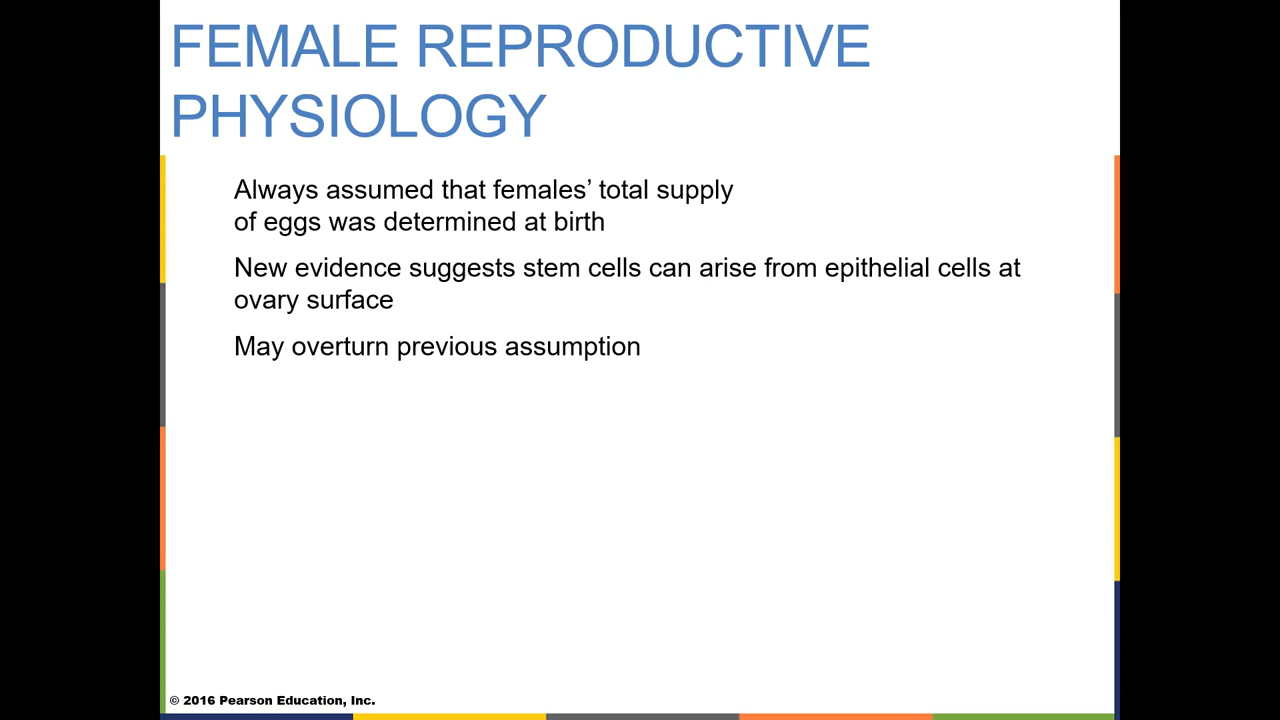 FEMALE REPRODUCTIVE
PHYSIOLOGY
Always assumed that females’ total supply
of eggs was determined at birth
New evidence suggests stem cells can arise from epithelial cells at
ovary surface
May overturn previous assumption
© 2016 Pearson Education, Inc.